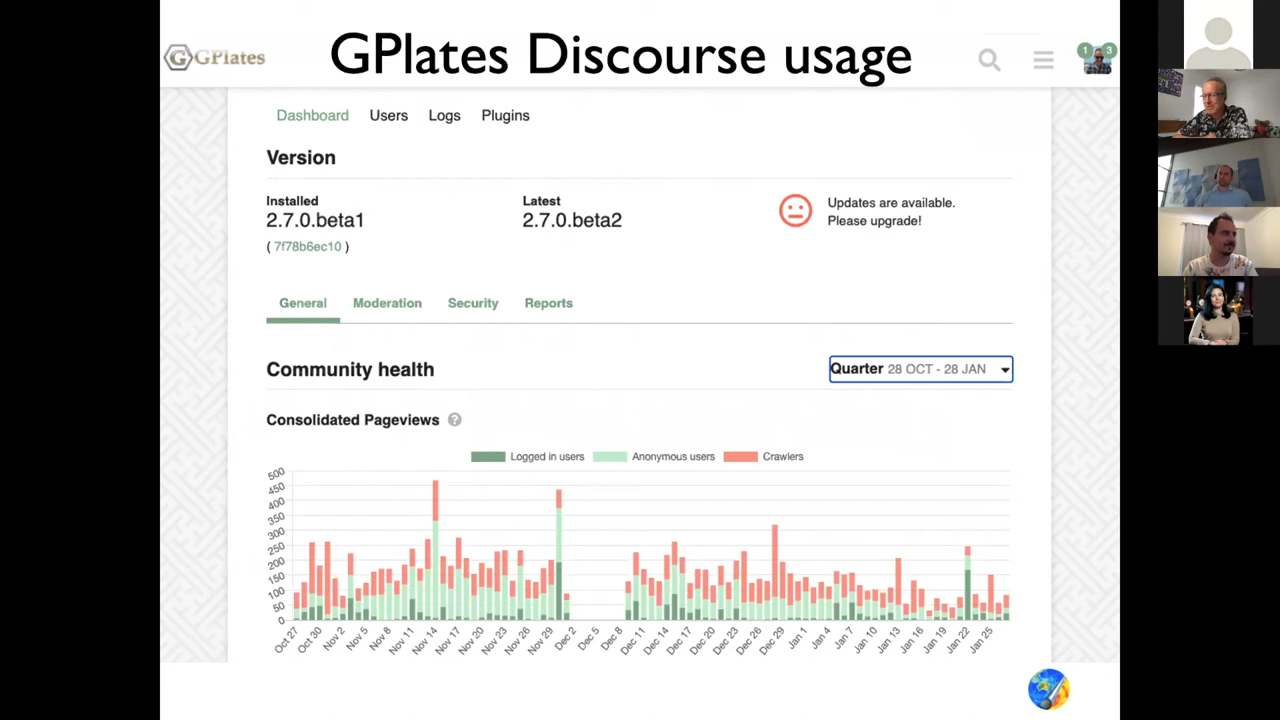 GPlates
GPlates Discourse usage
1 3
Dashboard Users Logs Plugins
Version
Installed Latest
2.7.0.beta1 2.7.0.beta2
Updates are available.
Please upgrade!
( 7f78b6ec10 )
General Moderation Security Reports
Community health
Quarter 28 OCT - 28 JAN
Consolidated Pageviews ?
Logged in users Anonymous users Crawlers
500
450
400
350
300
250
200
150
100
50
0
Oct 27 Oct 30 Nov 2 Nov 5 Nov 8 Nov 11 Nov 14 Nov 17 Nov 20 Nov 23 Nov 26 Nov 29 Dec 2 Dec 5 Dec 8 Dec 11 Dec 14 Dec 17 Dec 20 Dec 23 Dec 26 Dec 29 Jan 1 Jan 4 Jan 7 Jan 10 Jan 13 Jan 16 Jan 19 Jan 22 Jan 25